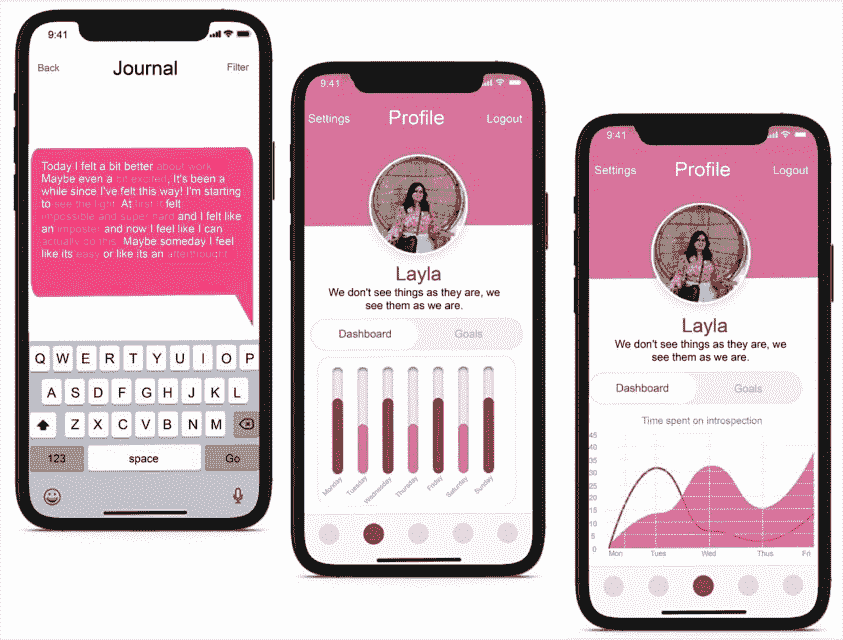 9:41
Back
Journal
Filter
Today I felt a bit better about work
Maybe even a bit excited, It's been a
while since I've felt this way! I'm starting
to see the light. At first it felt
impossible and super hard and I felt like
an imposter and now I feel like I can
actually do this. Maybe someday I feel
like its easy or like its an afterthought
Q W E R T Y U I O P
A S D F G H J K L
Z X C V B N M
123
space
Go
9:41
Settings
Profile
Logout
Layla
We don't see things as they are, we
see them as we are.
Dashboard
Goals
Monday
Tuesday
Wednesday
Thursday
Friday
Saturday
Sunday
9:41
Settings
Profile
Logout
Layla
We don't see things as they are, we
see them as we are.
Dashboard
Goals
Time spent on introspection
45
40
35
30
25
20
15
10
5
0
Mon
Tues
Wed
Thus
Fri